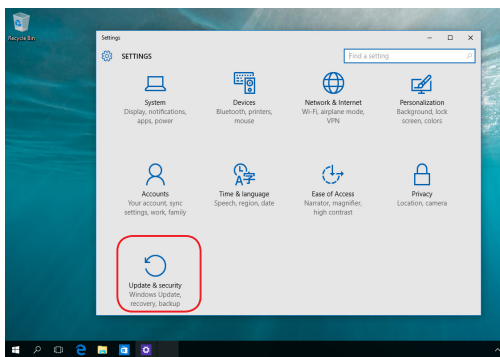 Recycle Bin
Settings
SETTINGS
Find a setting
System
Display, notifications,
apps, power
Devices
Bluetooth, printers,
mouse
Network & Internet
Wi-Fi, airplane mode,
VPN
Personalization
Background, lock
screen, colors
Accounts
Your account, sync
settings, work, family
Time & language
Speech, region, date
Ease of Access
Narrator, magnifier,
high contrast
Privacy
Location, camera
Update & security
Windows Update,
recovery, backup